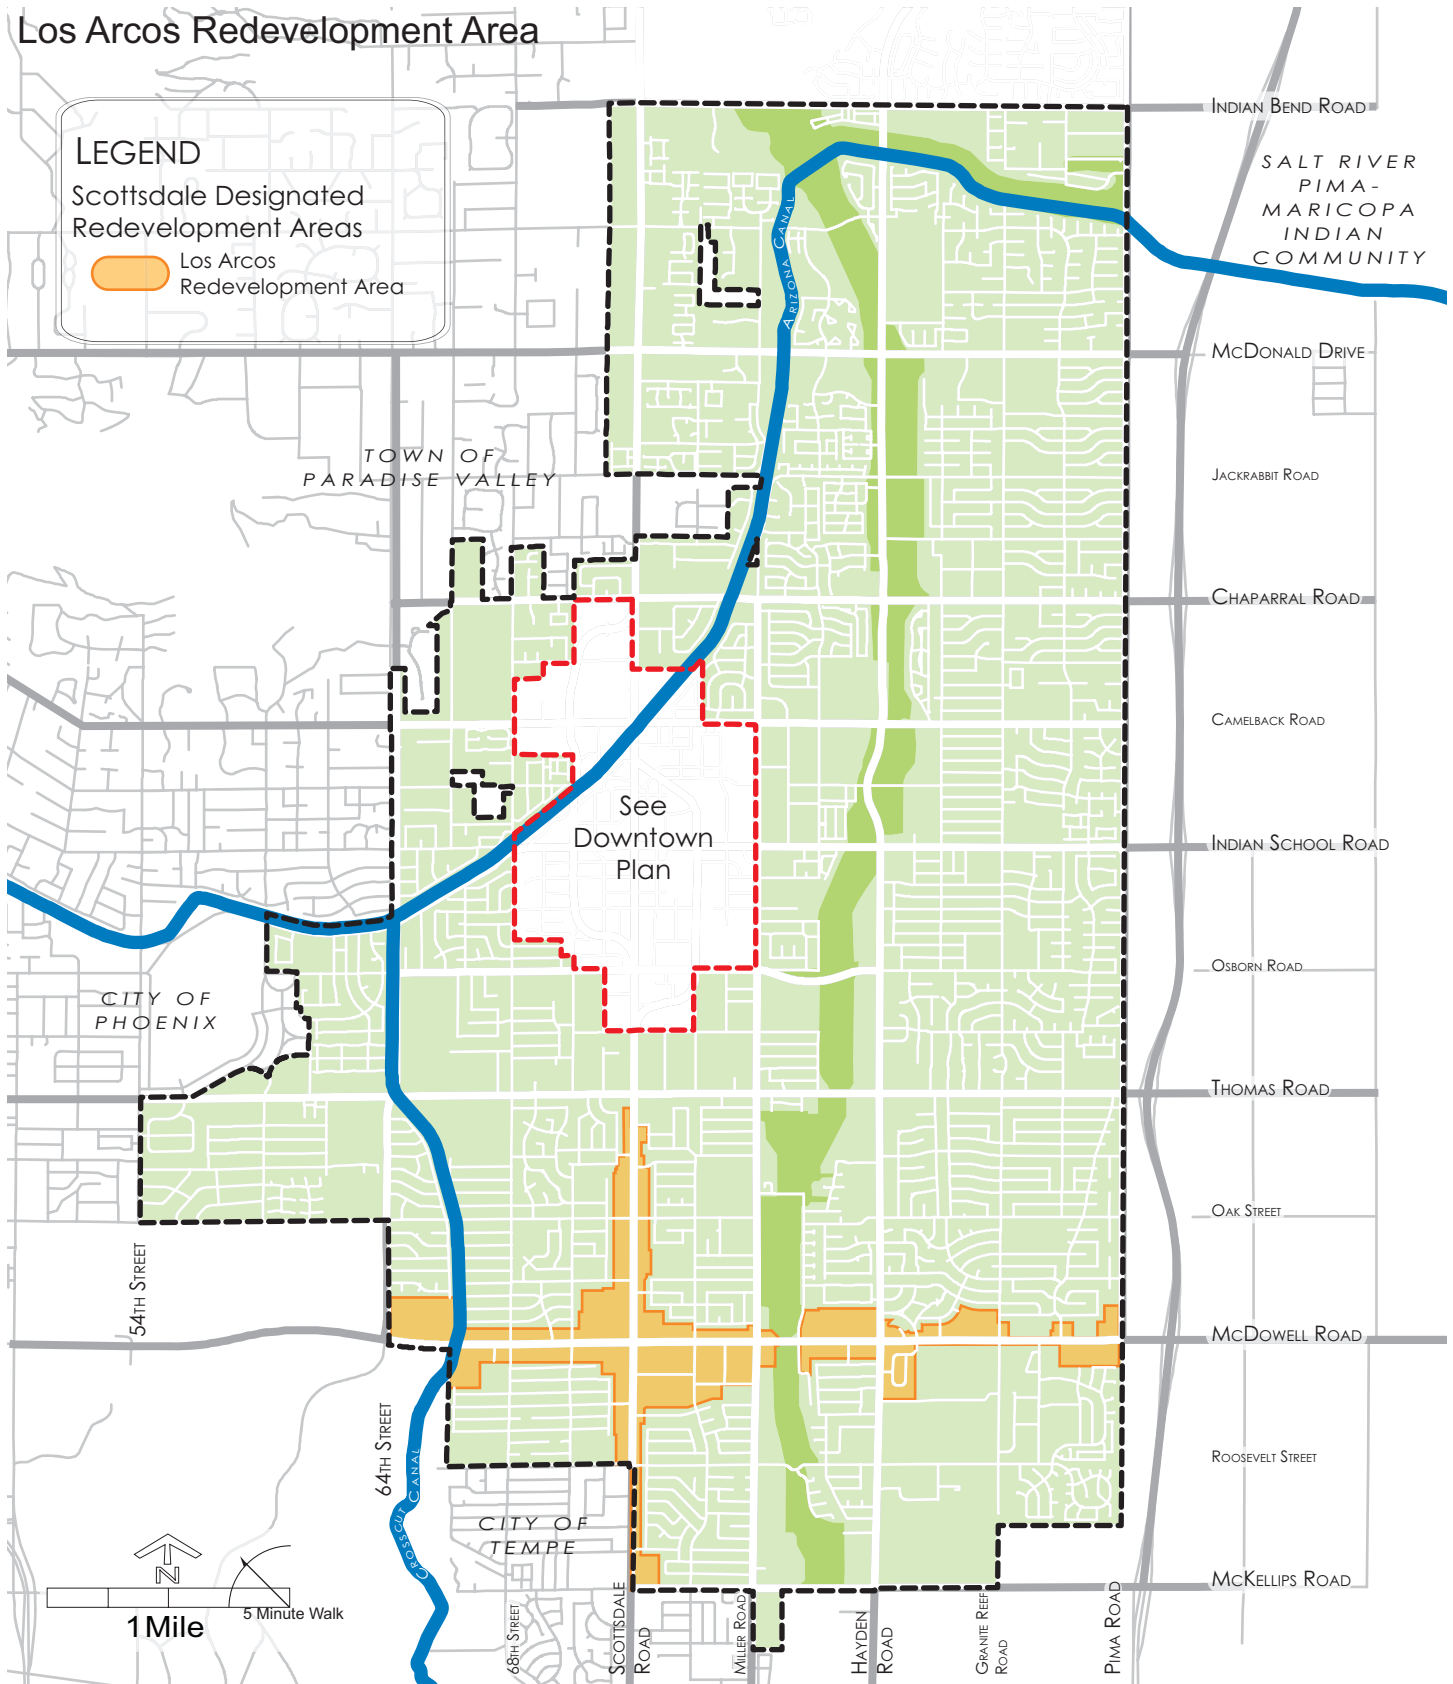 Los Arcos Redevelopment Area
LEGEND
Scottsdale Designated
Redevelopment Areas
Los Arcos
Redevelopment Area
INDIAN BEND ROAD
SALT RIVER
PIMA-
MARICOPA
INDIAN
COMMUNITY
ARIZONA CANAL
MCDONALD DRIVE
TOWN OF
PARADISE VALLEY
JACKRABBIT ROAD
CHAPARRAL ROAD
CAMELBACK ROAD
See
Downtown
Plan
INDIAN SCHOOL ROAD
OSBORN ROAD
CITY OF
PHOENIX
THOMAS ROAD
OAK STREET
54TH STREET
MCDOWELL ROAD
64TH STREET
CROSSCUT CANAL
ROOSEVELT STREET
CITY OF
TEMPE
N
1 Mile
5 Minute Walk
MCKELLIPS ROAD
68TH STREET
SCOTTSDALE
ROAD
MILLER ROAD
HAYDEN
ROAD
GRANITE REEF
ROAD
PIMA ROAD